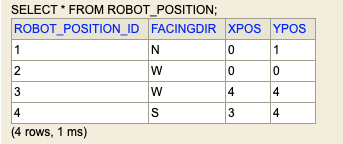 SELECT * FROM ROBOT_POSITION;
ROBOT_POSITION_ID FACINGDIR XPOS YPOS
1 N 0 1
2 W 0 0
3 W 4 4
4 S 3 4
(4 rows, 1 ms)